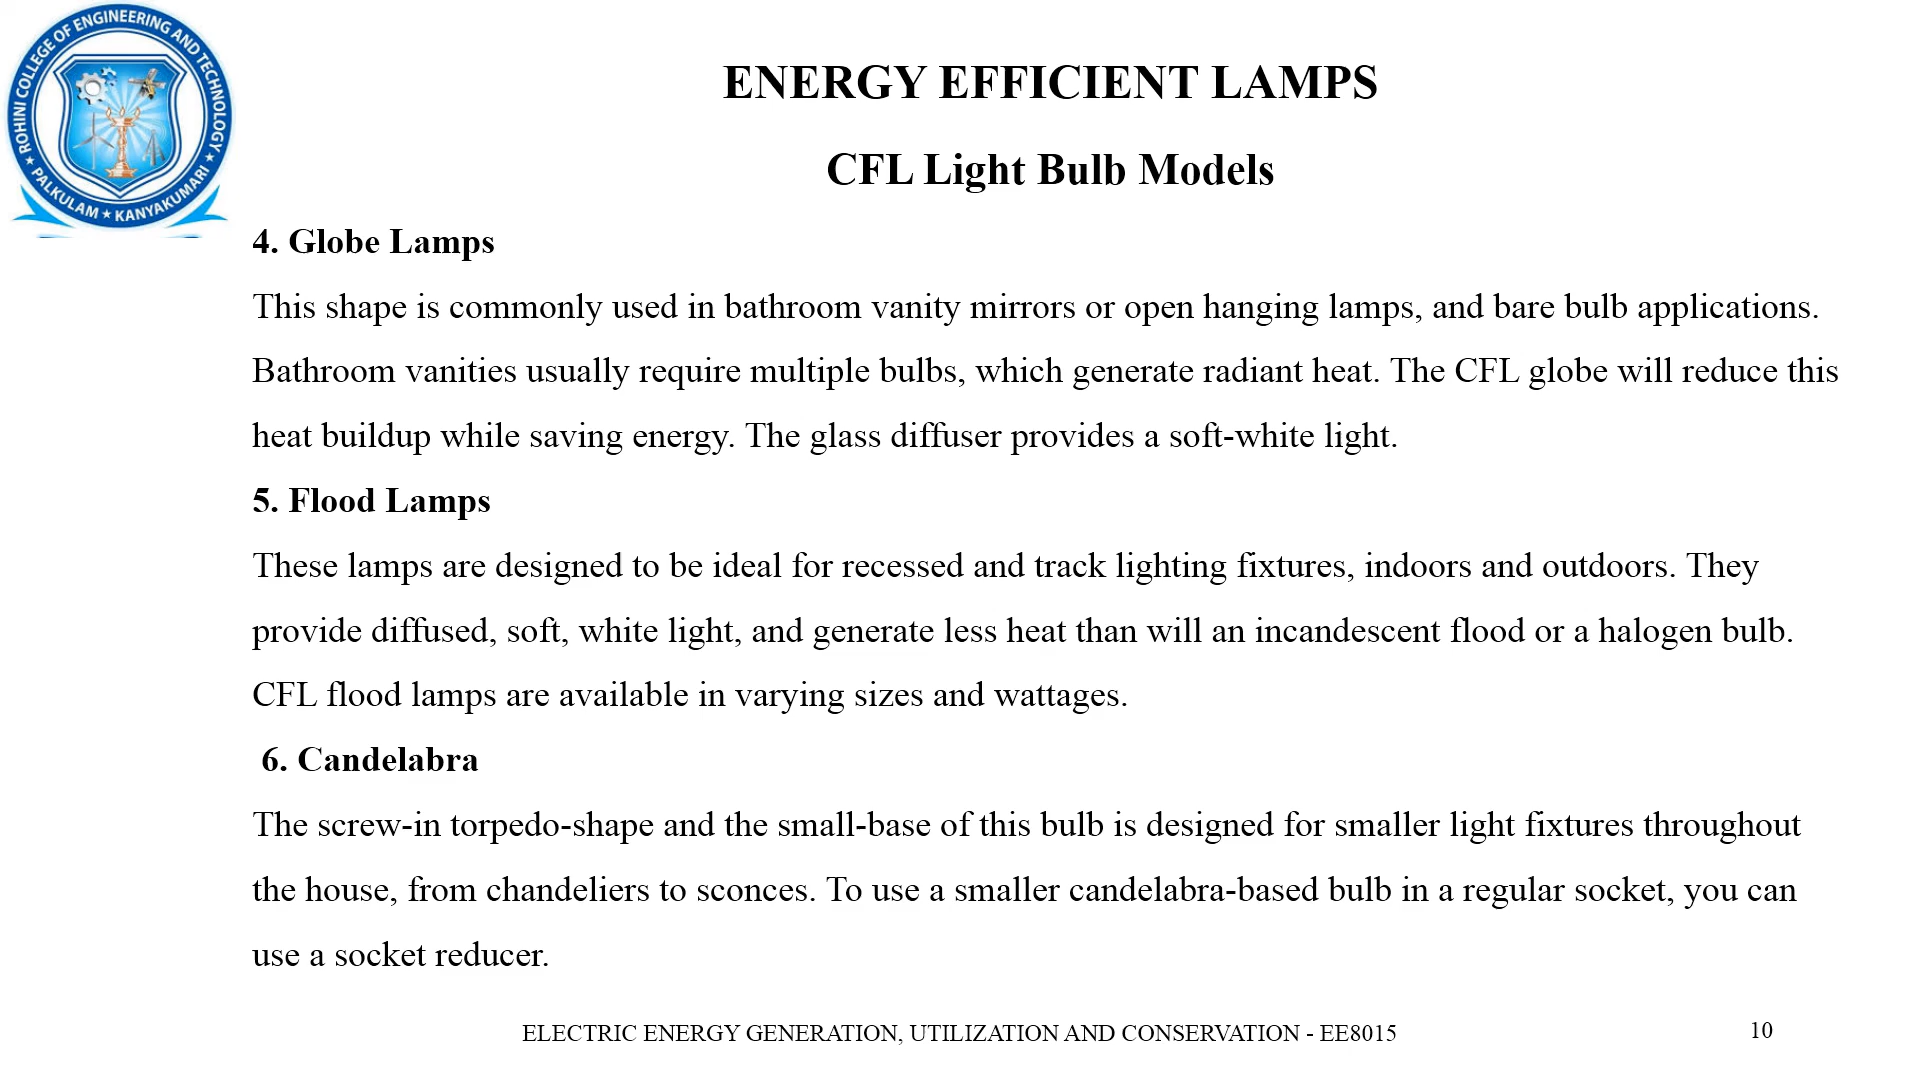 ROHINI COLLEGE OF ENGINEERING AND TECHNOLOGY
★ PALKULAM ★ KANYAKUMARI ★
ENERGY EFFICIENT LAMPS
CFL Light Bulb Models
4. Globe Lamps
This shape is commonly used in bathroom vanity mirrors or open hanging lamps, and bare bulb applications.
Bathroom vanities usually require multiple bulbs, which generate radiant heat. The CFL globe will reduce this
heat buildup while saving energy. The glass diffuser provides a soft-white light.
5. Flood Lamps
These lamps are designed to be ideal for recessed and track lighting fixtures, indoors and outdoors. They
provide diffused, soft, white light, and generate less heat than will an incandescent flood or a halogen bulb.
CFL flood lamps are available in varying sizes and wattages.
6. Candelabra
The screw-in torpedo-shape and the small-base of this bulb is designed for smaller light fixtures throughout
the house, from chandeliers to sconces. To use a smaller candelabra-based bulb in a regular socket, you can
use a socket reducer.
ELECTRIC ENERGY GENERATION, UTILIZATION AND CONSERVATION - EE8015
10